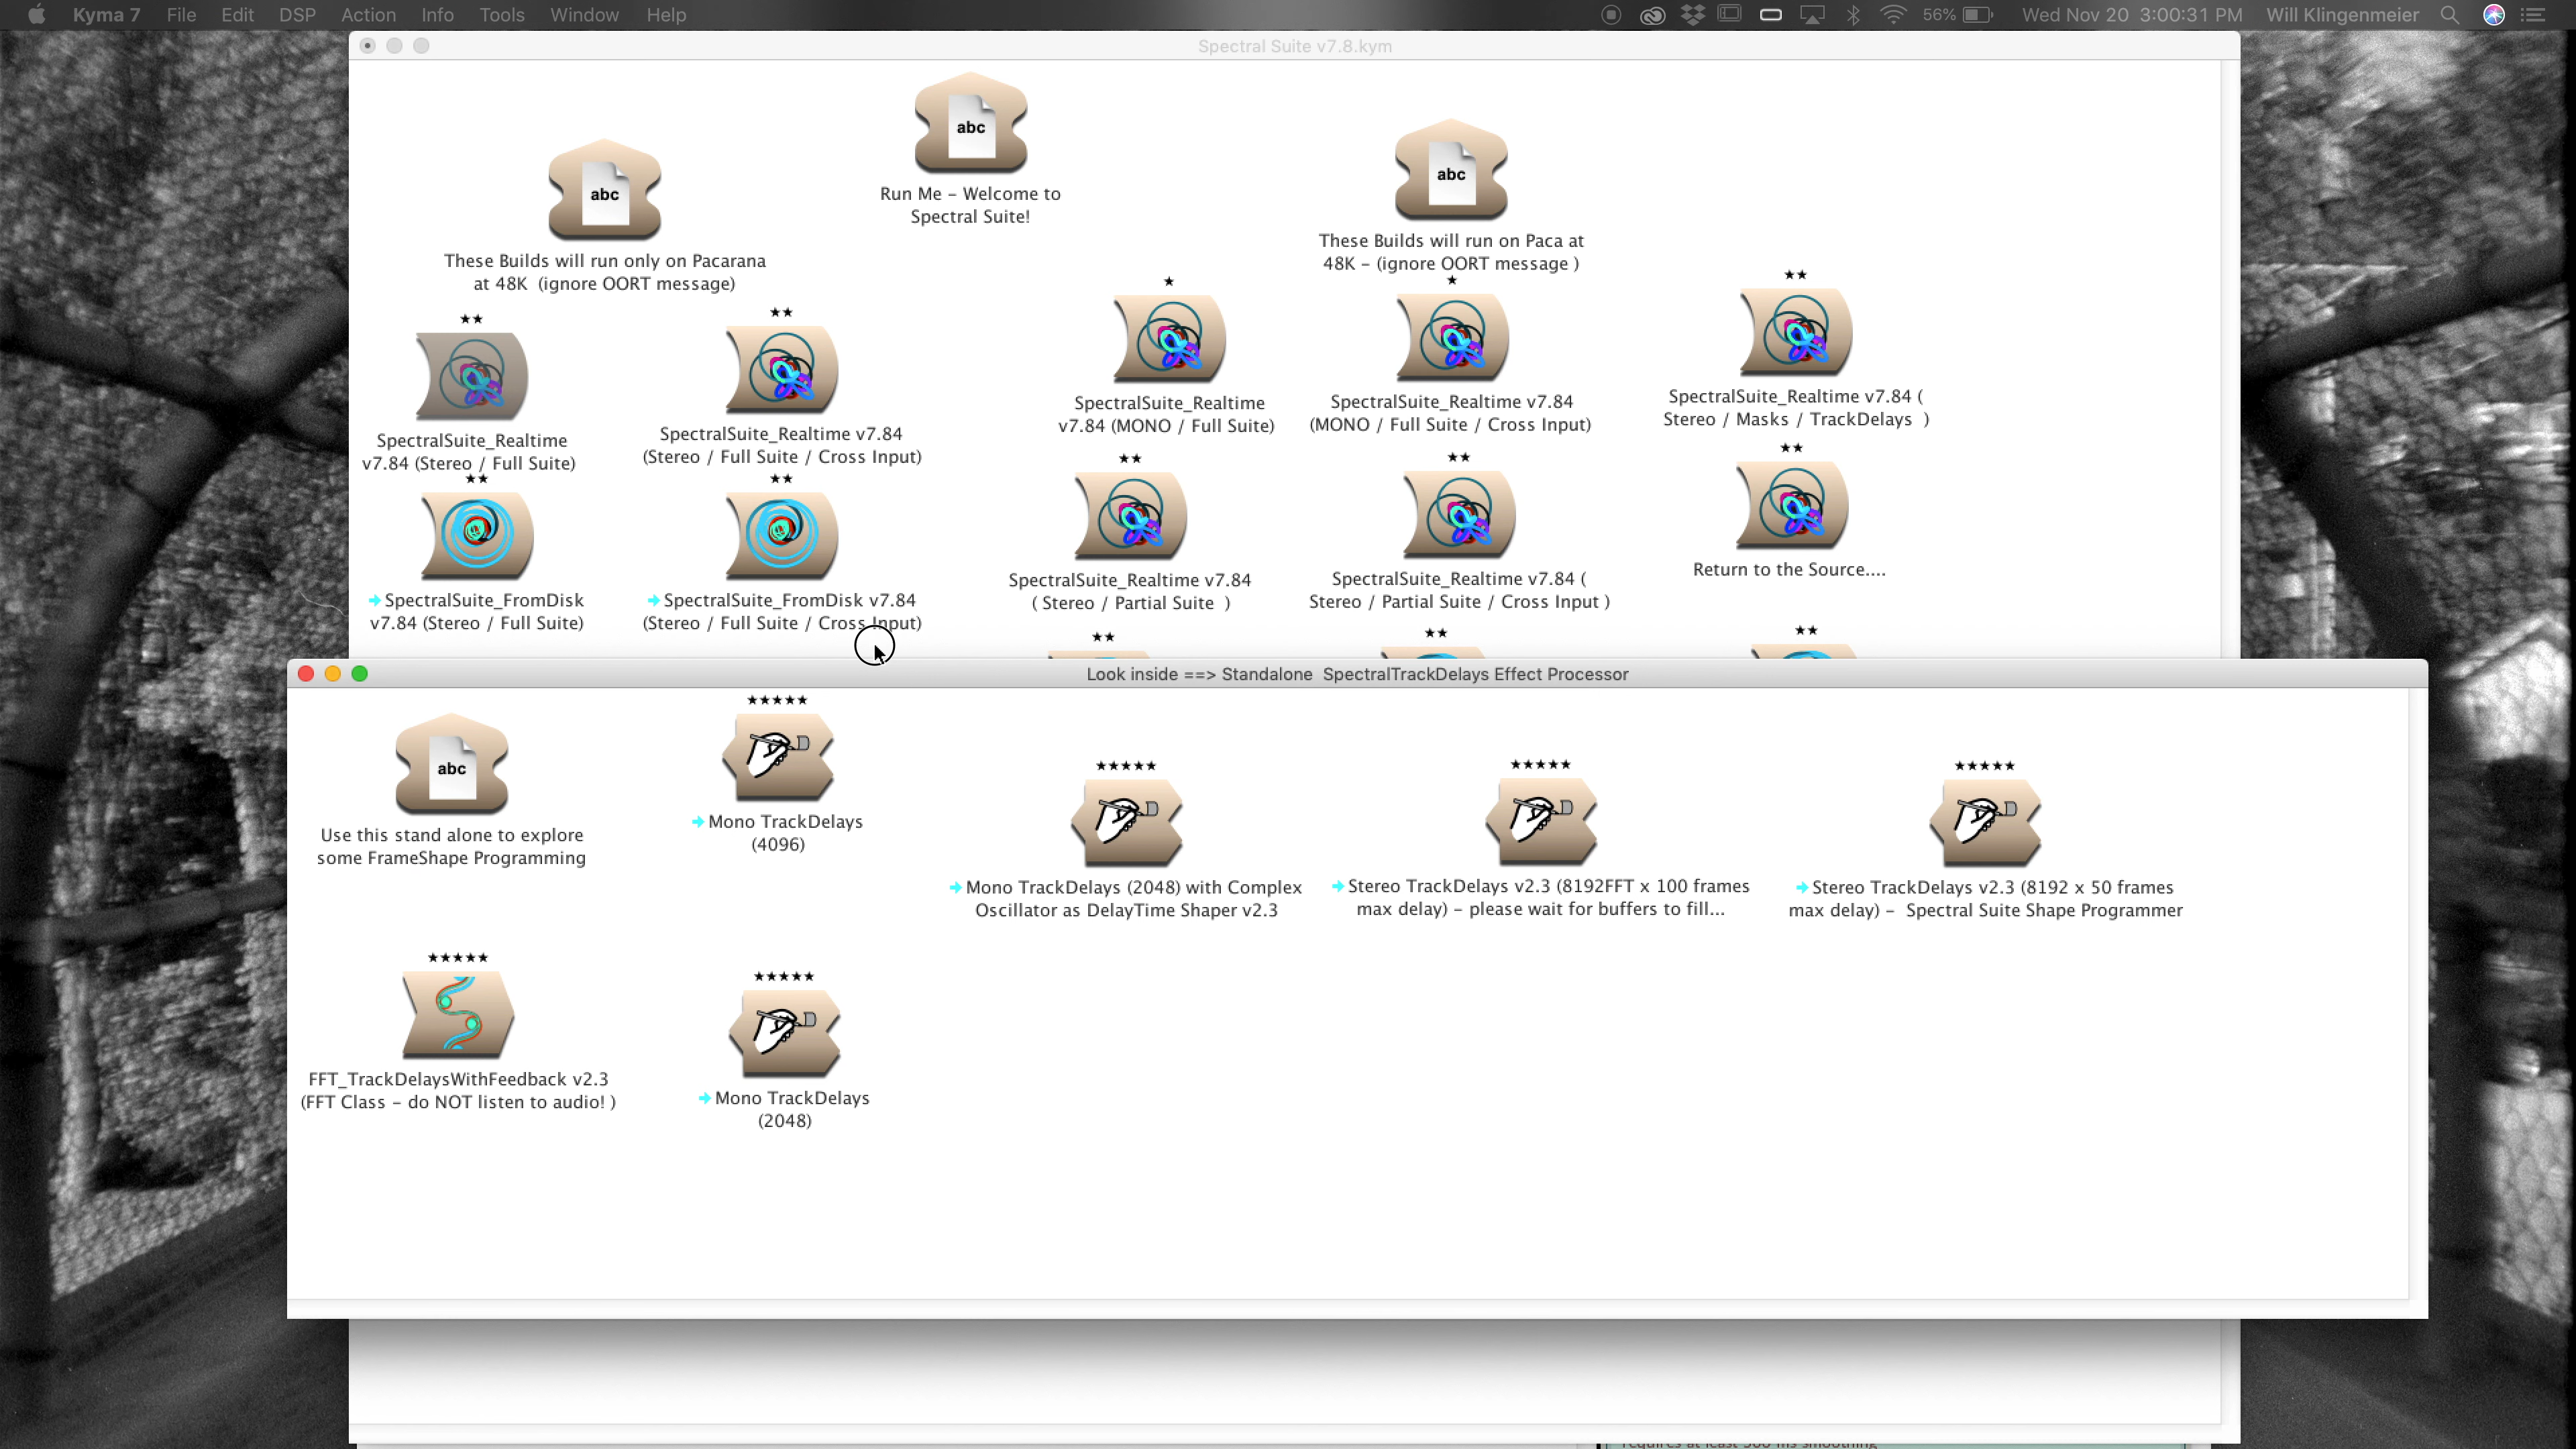 Kyma 7 File Edit DSP Action Info Tools Window Help
56% Wed Nov 20 3:00:31 PM Will Klingenmeier
Spectral Suite v7.8.kym
abc
Run Me – Welcome to
Spectral Suite!
abc
These Builds will run only on Pacarana
at 48K (ignore OORT message)
abc
These Builds will run on Paca at
48K – (ignore OORT message )
★★
SpectralSuite_Realtime
v7.84 (Stereo / Full Suite)
★★
SpectralSuite_Realtime v7.84
(Stereo / Full Suite / Cross Input)
★
SpectralSuite_Realtime
v7.84 (MONO / Full Suite)
★
SpectralSuite_Realtime v7.84
(MONO / Full Suite / Cross Input)
★★
SpectralSuite_Realtime v7.84 (
Stereo / Masks / TrackDelays )
★★
SpectralSuite_FromDisk
v7.84 (Stereo / Full Suite)
★★
SpectralSuite_FromDisk v7.84
(Stereo / Full Suite / Cross Input)
★★
SpectralSuite_Realtime v7.84
( Stereo / Partial Suite )
★★
SpectralSuite_Realtime v7.84 (
Stereo / Partial Suite / Cross Input )
★★
Return to the Source....
★★
★★
★★
Look inside ==> Standalone SpectralTrackDelays Effect Processor
abc
Use this stand alone to explore
some FrameShape Programming
★★★★★
Mono TrackDelays
(4096)
★★★★★
Mono TrackDelays (2048) with Complex
Oscillator as DelayTime Shaper v2.3
★★★★★
Stereo TrackDelays v2.3 (8192FFT x 100 frames
max delay) – please wait for buffers to fill...
★★★★★
Stereo TrackDelays v2.3 (8192 x 50 frames
max delay) – Spectral Suite Shape Programmer
★★★★★
FFT_TrackDelaysWithFeedback v2.3
(FFT Class – do NOT listen to audio! )
★★★★★
Mono TrackDelays
(2048)